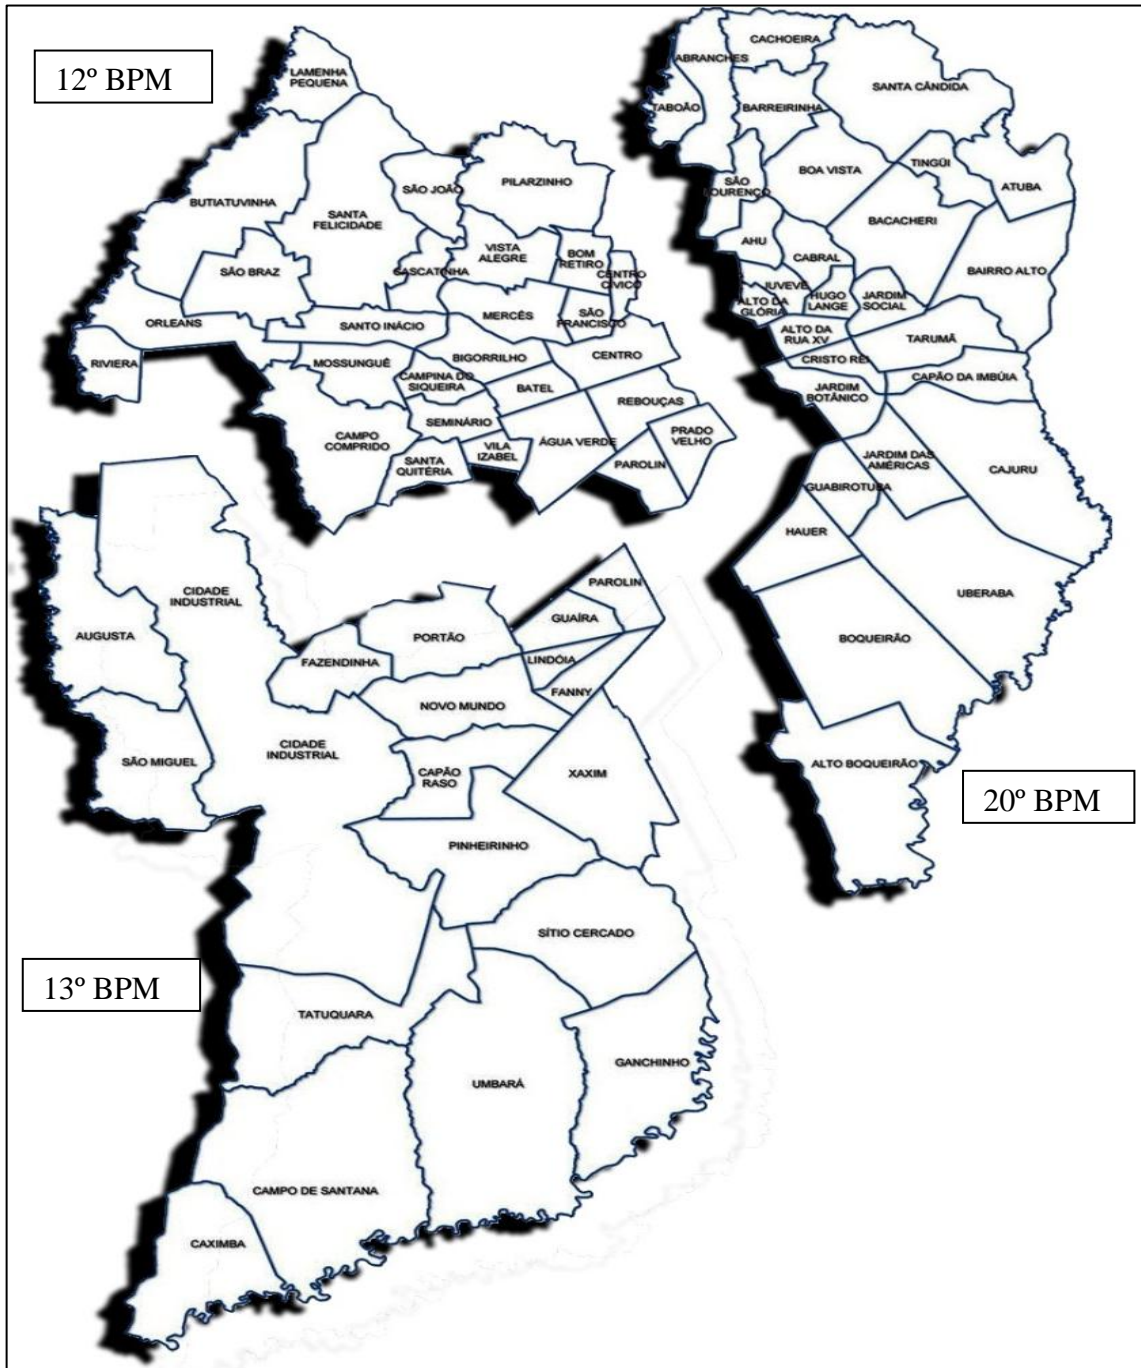 12º BPM
LAMENHA
PEQUENA
BUTIATUVINHA
SANTA
FELICIDADE
SÃO JOÃO
PILARZINHO
SÃO BRAZ
CASCATINHA
VISTA
ALEGRE
BOM
RETIRO
CENTRO
CÍVICO
ORLEANS
SANTO INÁCIO
MERCÊS
SÃO
FRANCISCO
RIVIERA
MOSSUNGUÊ
BIGORRILHO
CENTRO
CAMPINA DO
SIQUEIRA
BATEL
REBOUÇAS
SEMINÁRIO
CAMPO
COMPRIDO
SANTA
QUITÉRIA
VILA
IZABEL
ÁGUA VERDE
PRADO
VELHO
PAROLIN
CACHOEIRA
ABRANCHES
SANTA CÂNDIDA
TABOÃO
BARREIRINHA
SÃO
LOURENÇO
BOA VISTA
TINGÜI
ATUBA
BACACHERI
AHU
CABRAL
BAIRRO ALTO
JUVEVÊ
ALTO DA
GLÓRIA
HUGO
LANGE
JARDIM
SOCIAL
ALTO DA
RUA XV
TARUMÃ
CRISTO REI
CAPÃO DA IMBÚIA
JARDIM
BOTÂNICO
JARDIM DAS
AMÉRICAS
CAJURU
GUABIROTUBA
HAUER
UBERABA
BOQUEIRÃO
ALTO BOQUEIRÃO
20º BPM
CIDADE
INDUSTRIAL
AUGUSTA
PAROLIN
GUAÍRA
PORTÃO
FAZENDINHA
LINDÓIA
FANNY
NOVO MUNDO
CIDADE
INDUSTRIAL
SÃO MIGUEL
CAPÃO
RASO
XAXIM
PINHEIRINHO
SÍTIO CERCADO
13º BPM
TATUQUARA
UMBARÁ
GANCHINHO
CAMPO DE SANTANA
CAXIMBA